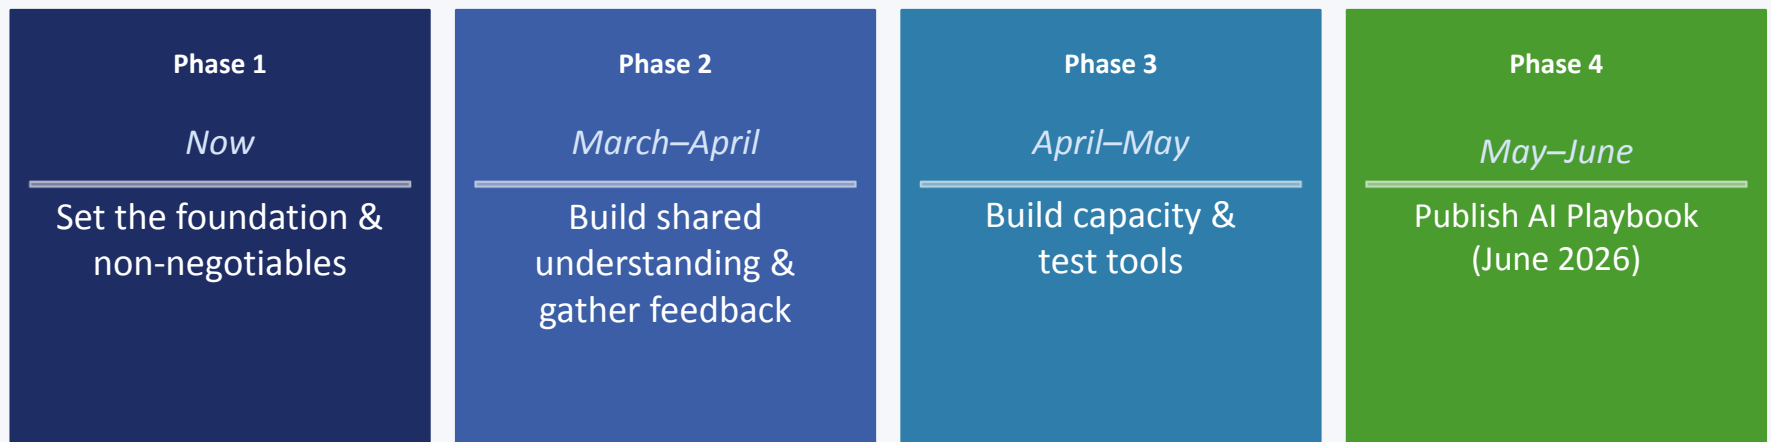 Phase 1
Now
Set the foundation &
non-negotiables
Phase 2
March–April
Build shared
understanding &
gather feedback
Phase 3
April–May
Build capacity &
test tools
Phase 4
May–June
Publish AI Playbook
(June 2026)